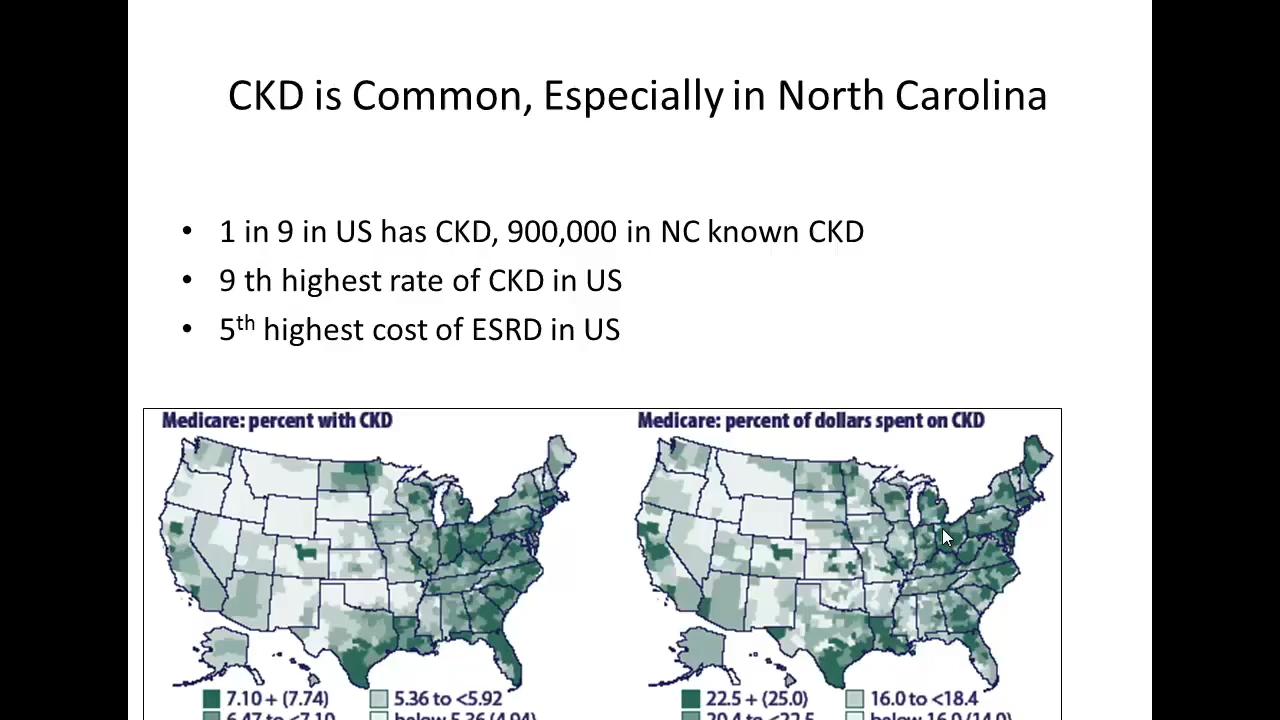 CKD is Common, Especially in North Carolina
• 1 in 9 in US has CKD, 900,000 in NC known CKD
• 9 th highest rate of CKD in US
• 5th highest cost of ESRD in US
Medicare: percent with CKD
Medicare: percent of dollars spent on CKD
7.10 + (7.74) 5.36 to <5.92
22.5 + (25.0) 16.0 to <18.4
6.47 to <7.10 below 5.36 (4.94)
20.4 to <22.5 below 16.0 (14.0)